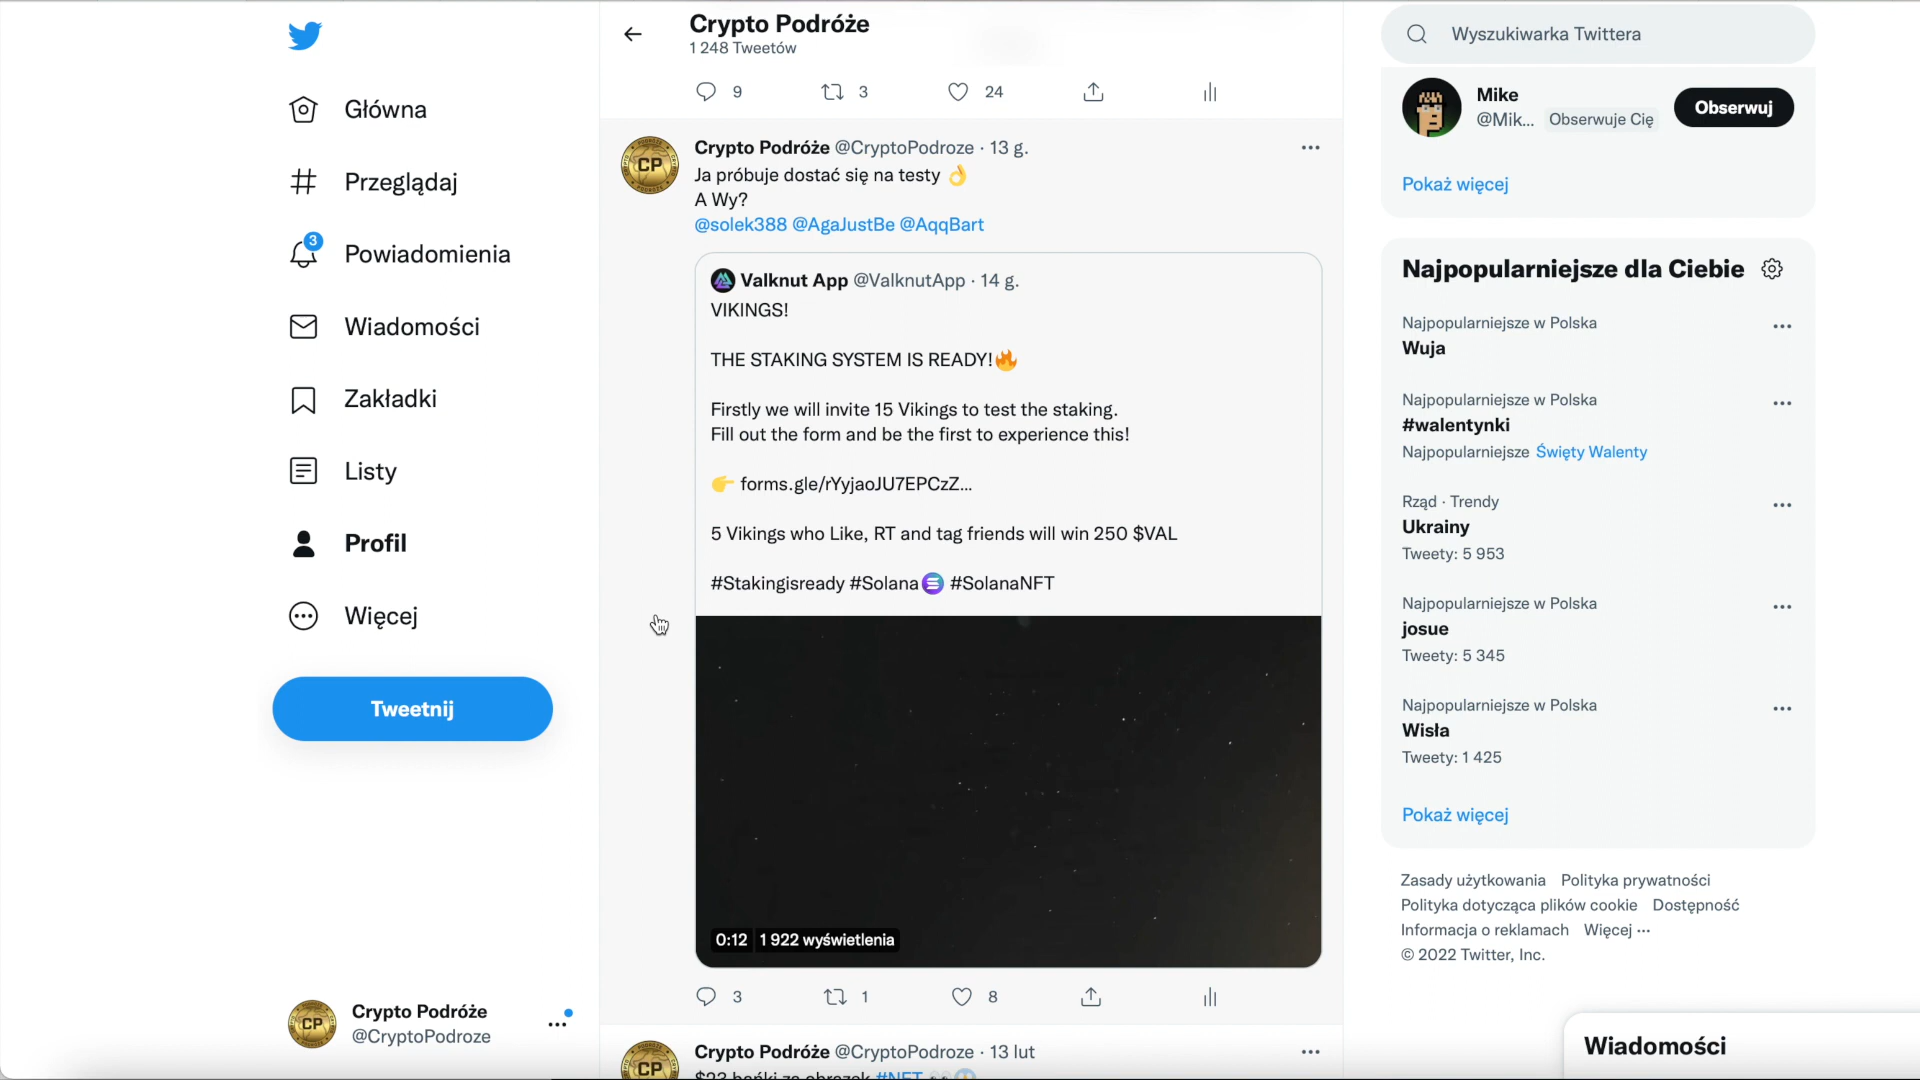 Główna
Przeglądaj
3
Powiadomienia
Wiadomości
Zakładki
Listy
Profil
Więcej
Tweetnij
CP
Crypto Podróże
@CryptoPodroze
Crypto Podróże
1 248 Tweetów
9 3 24
CP
Crypto Podróże @CryptoPodroze · 13 g.
Ja próbuje dostać się na testy 👌
A Wy?
@solek388 @AgaJustBe @AqqBart
Valknut App @ValknutApp · 14 g.
VIKINGS!
THE STAKING SYSTEM IS READY!🔥
Firstly we will invite 15 Vikings to test the staking.
Fill out the form and be the first to experience this!
👉 forms.gle/rYyjaoJU7EPCzZ…
5 Vikings who Like, RT and tag friends will win 250 $VAL
#Stakingisready #Solana #SolanaNFT
0:12 1 922 wyświetlenia
3 1 8
CP
Crypto Podróże @CryptoPodroze · 13 lut
$23 bańki za obrazek #NFT
Wyszukiwarka Twittera
Mike
@Mik... Obserwuje Cię
Obserwuj
Pokaż więcej
Najpopularniejsze dla Ciebie
Najpopularniejsze w Polska
Wuja
Najpopularniejsze w Polska
#walentynki
Najpopularniejsze Święty Walenty
Rząd · Trendy
Ukrainy
Tweety: 5 953
Najpopularniejsze w Polska
josue
Tweety: 5 345
Najpopularniejsze w Polska
Wisła
Tweety: 1 425
Pokaż więcej
Zasady użytkowania Polityka prywatności
Polityka dotycząca plików cookie Dostępność
Informacja o reklamach Więcej ···
© 2022 Twitter, Inc.
Wiadomości